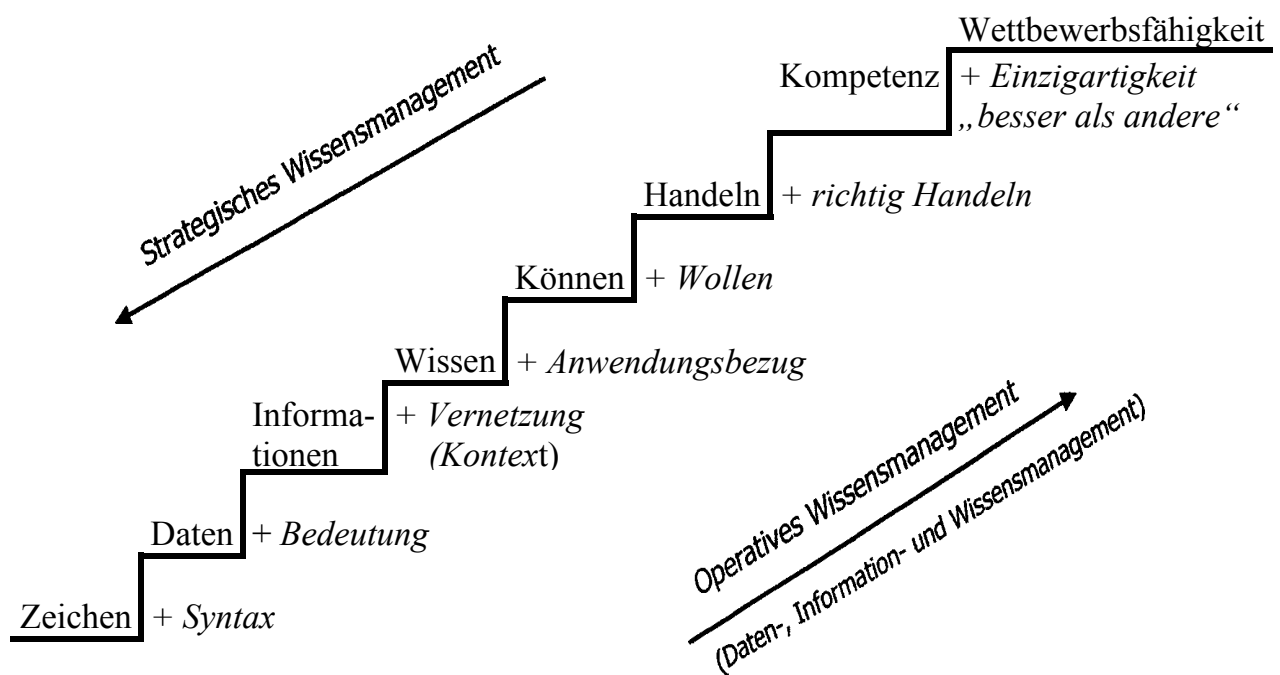 Wettbewerbsfähigkeit
Kompetenz
+ Einzigartigkeit
„besser als andere“
Strategisches Wissensmanagement
Handeln
+ richtig Handeln
Können
+ Wollen
Wissen
+ Anwendungsbezug
Informa-
tionen
+ Vernetzung
(Kontext)
Operatives Wissensmanagement
(Daten-, Information- und Wissensmanagement)
Daten
+ Bedeutung
Zeichen
+ Syntax